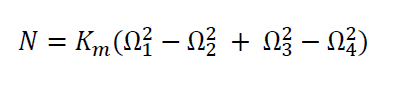 N = K_m(Ω_1^2 − Ω_2^2 + Ω_3^2 − Ω_4^2)